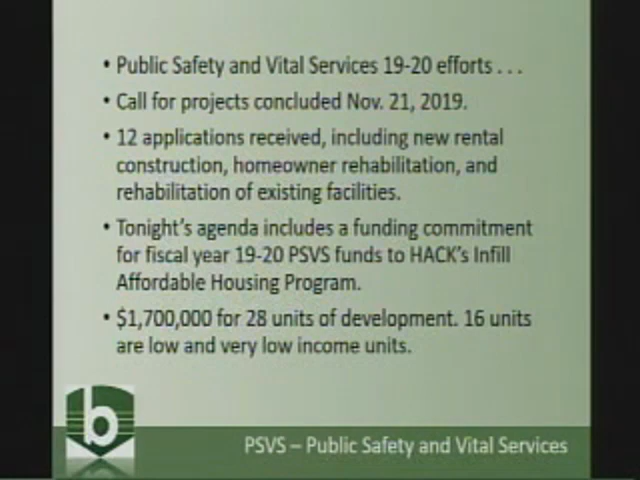 • Public Safety and Vital Services 19-20 efforts . . .
• Call for projects concluded Nov. 21, 2019.
• 12 applications received, including new rental
construction, homeowner rehabilitation, and
rehabilitation of existing facilities.
• Tonight's agenda includes a funding commitment
for fiscal year 19-20 PSVS funds to HACK's Infill
Affordable Housing Program.
• $1,700,000 for 28 units of development. 16 units
are low and very low income units.
b
PSVS – Public Safety and Vital Services